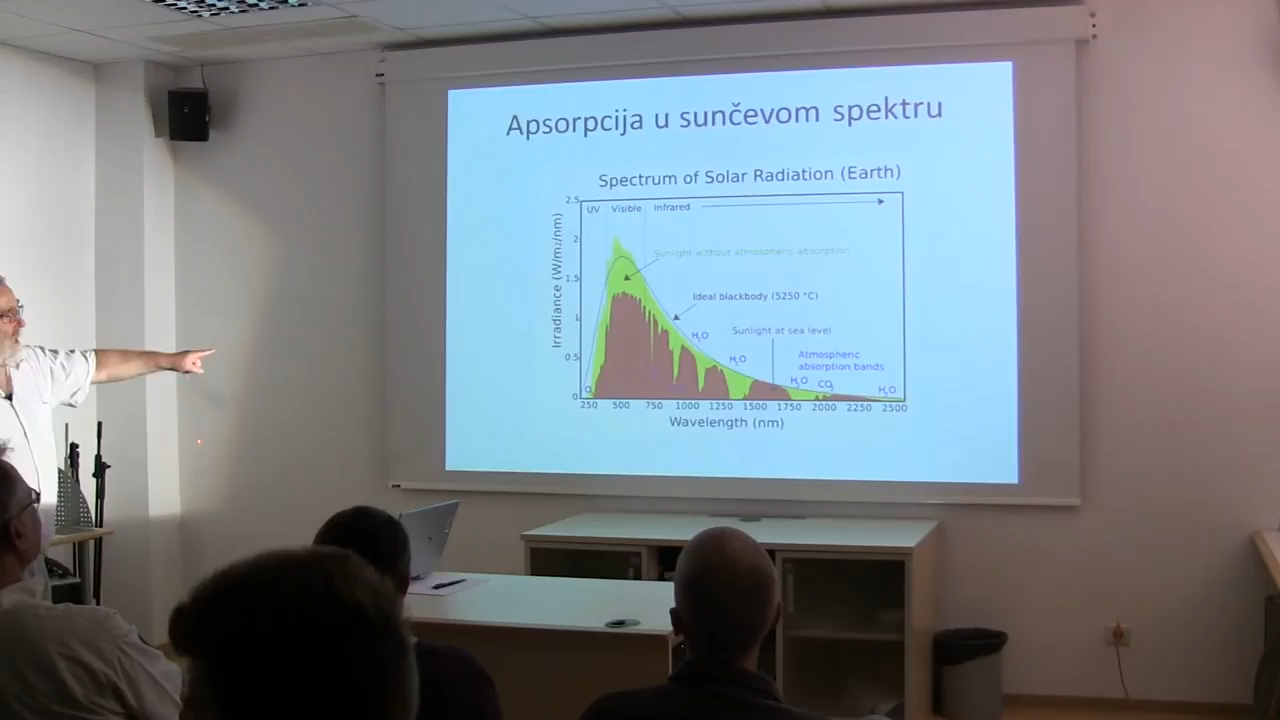 Apsorpcija u sunčevom spektru
Spectrum of Solar Radiation (Earth)
UV Visible Infrared
Irradiance (W/m2/nm)
2.5
2
1.5
1
0.5
0
Sunlight without atmospheric absorption
Ideal blackbody (5250 °C)
H2O
Sunlight at sea level
H2O
Atmospheric
absorption bands
H2O CO2 H2O
250 500 750 1000 1250 1500 1750 2000 2250 2500
Wavelength (nm)